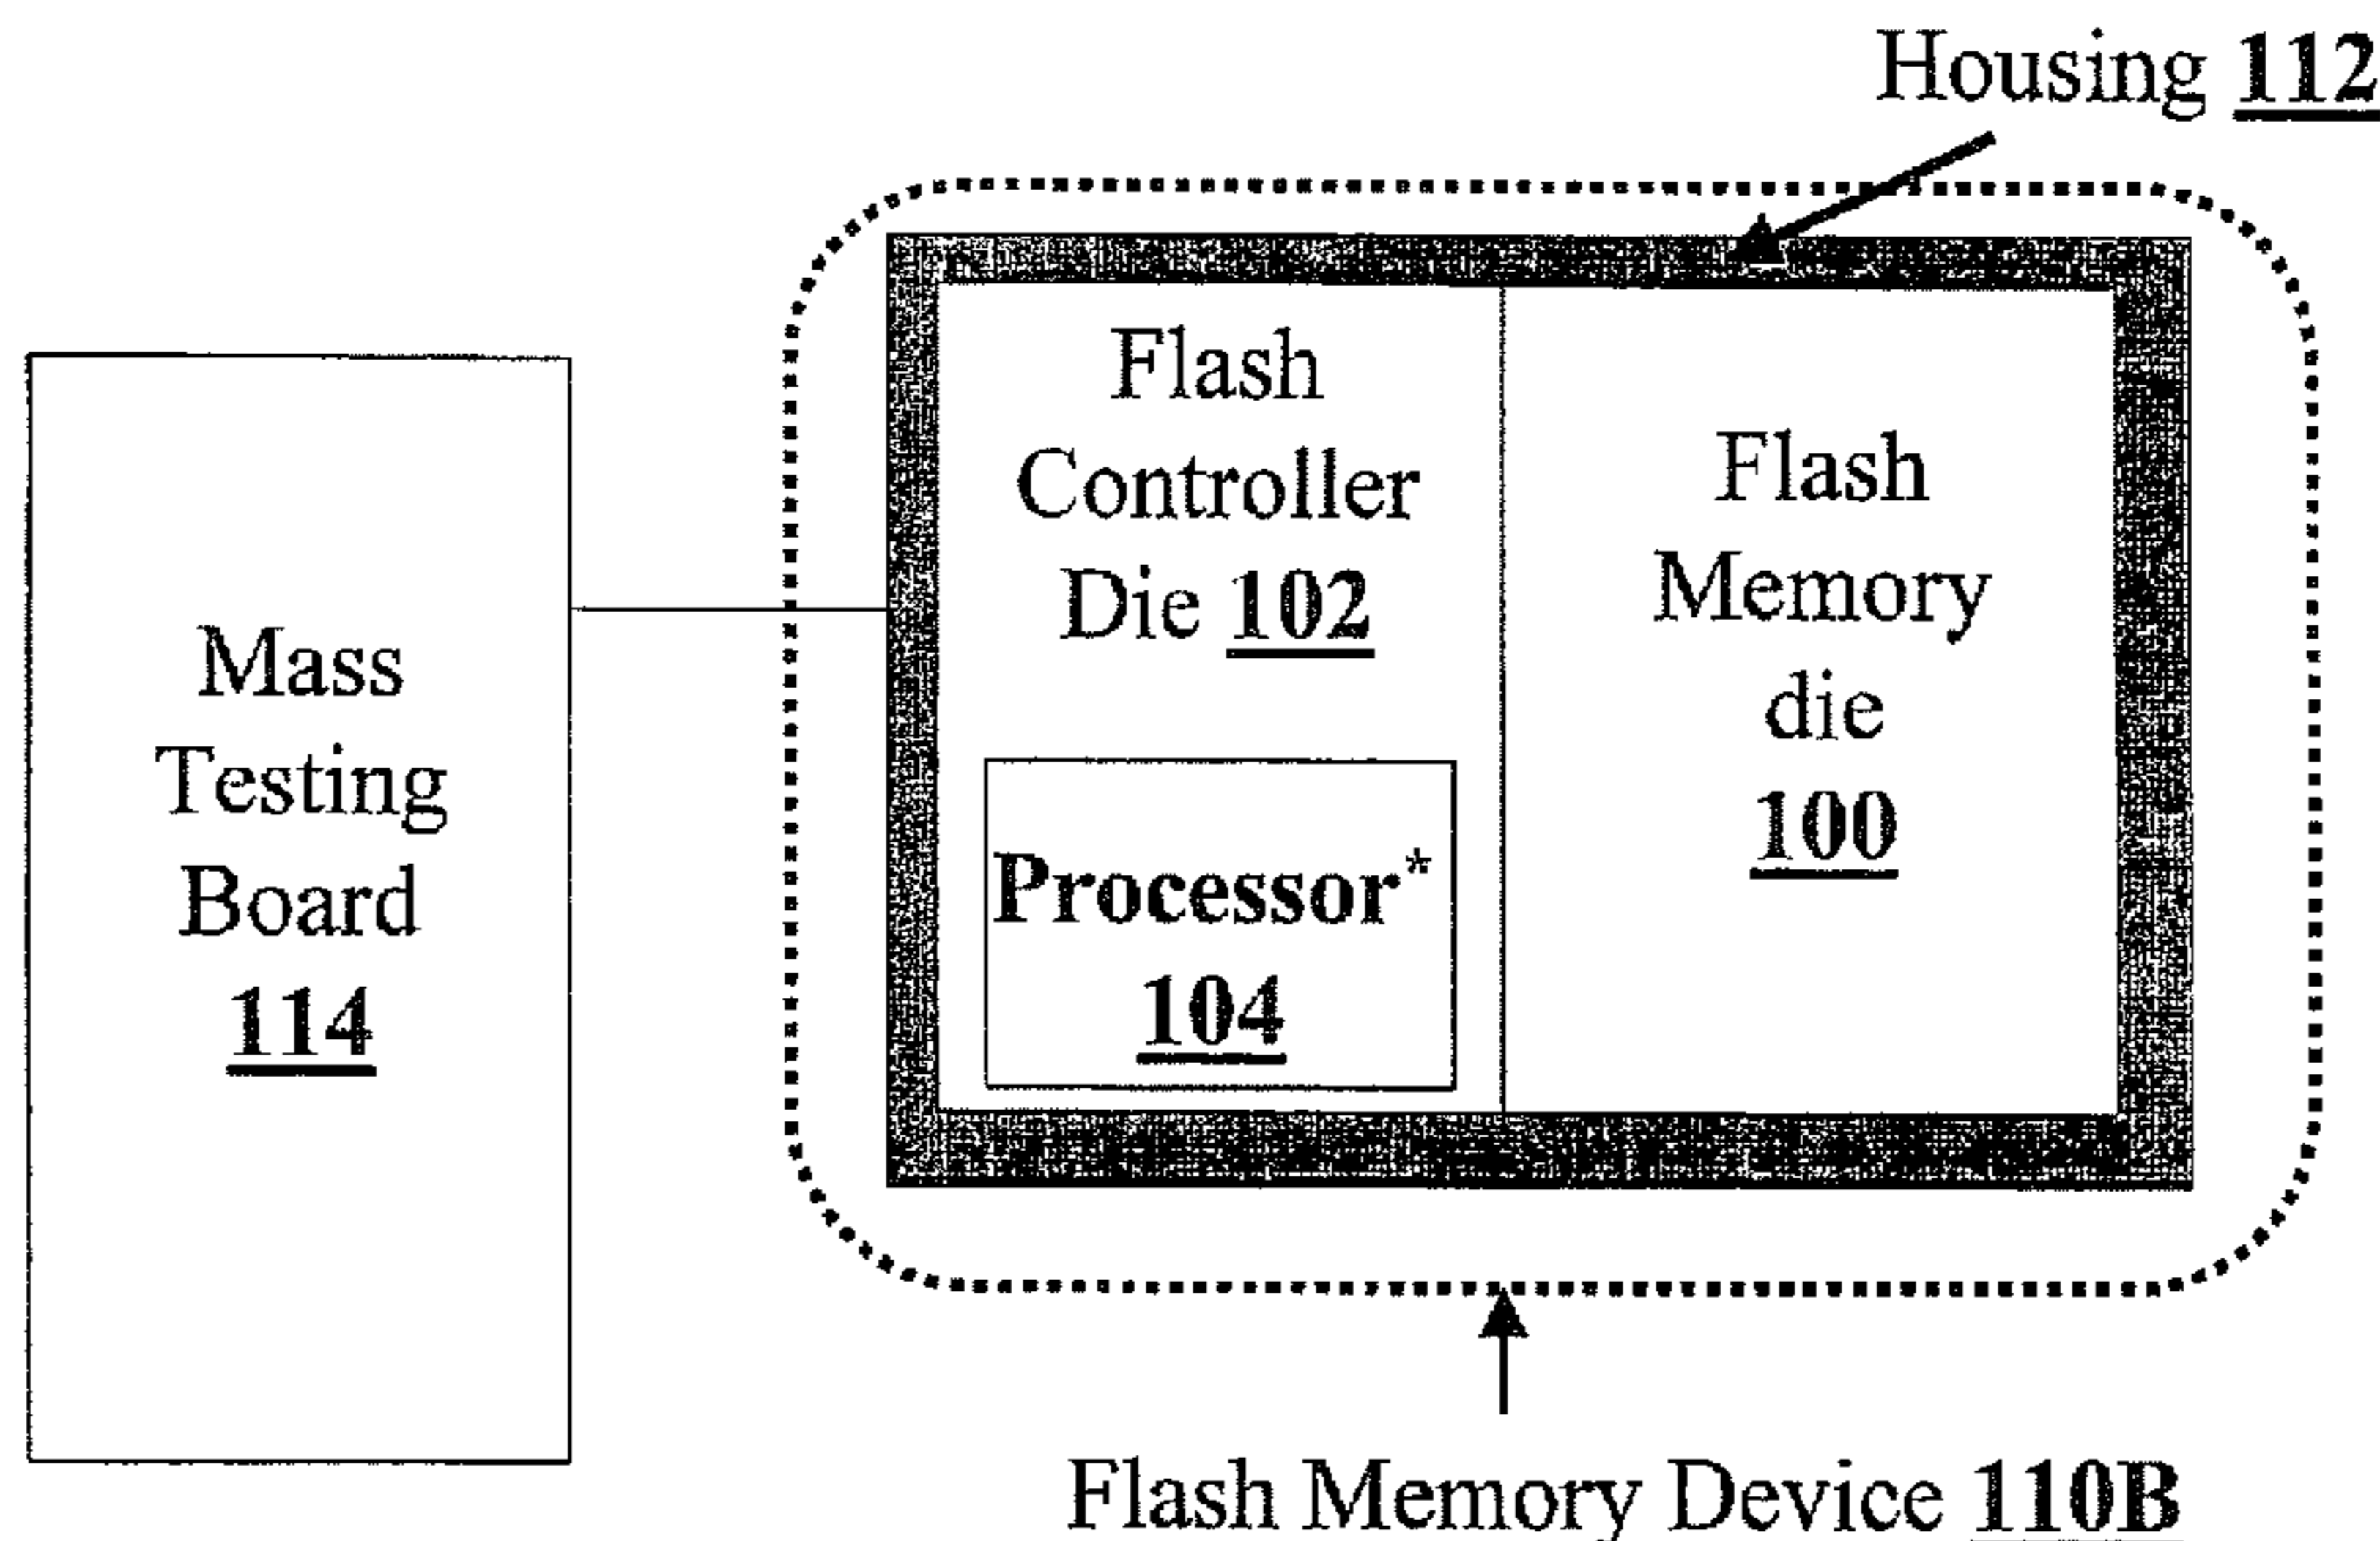 Housing 112
Flash
Controller
Die 102
Flash
Memory
die
100
Mass
Testing
Board
114
Processor*
104
Flash Memory Device 110B